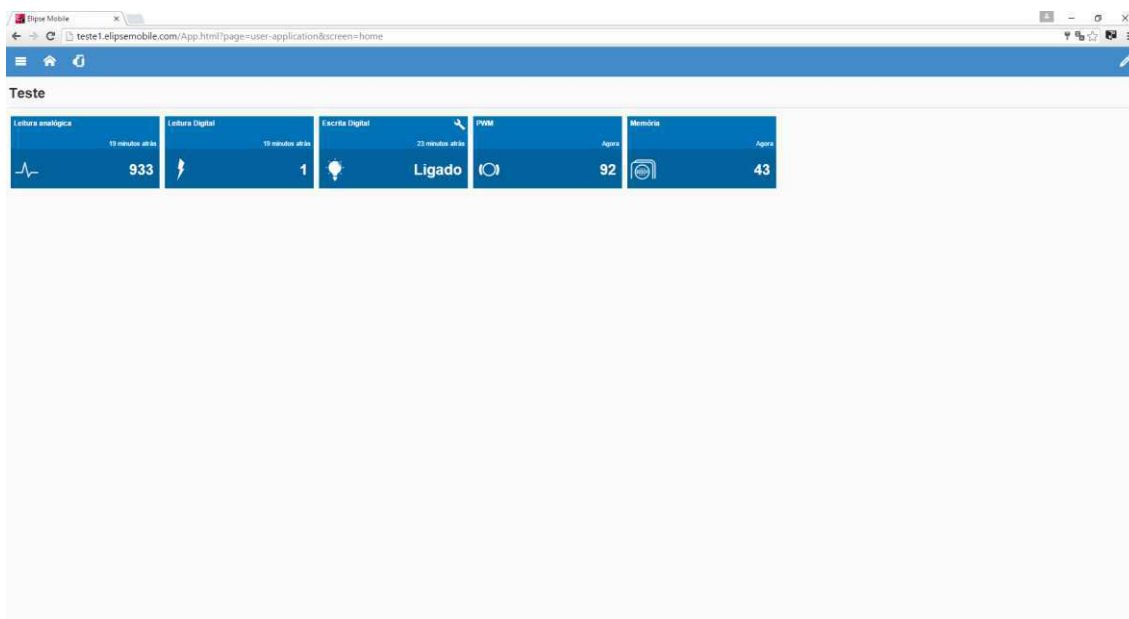 Elipse Mobile
teste1.elipsemobile.com/App.html?page=user-application&screen=home
Teste
Leitura analógica
19 minutos atrás
933
Leitura Digital
19 minutos atrás
1
Escrita Digital
23 minutos atrás
Ligado
PWM
Agora
92
Memória
Agora
43